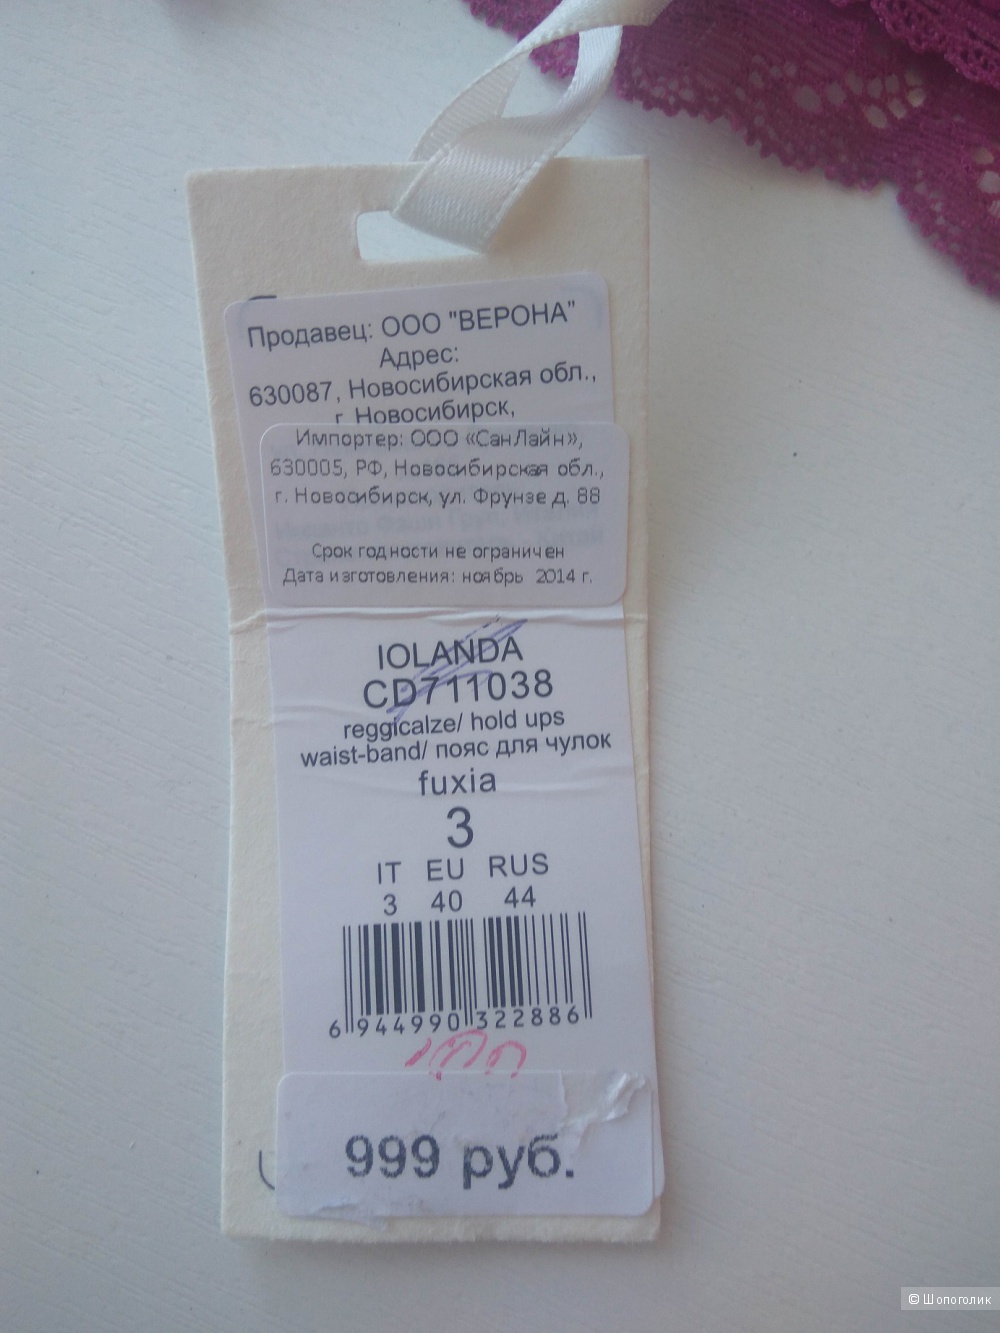 Продавец: ООО "ВЕРОНА"
Адрес:
630087, Новосибирская обл.,
г. Новосибирск,
Импортер: ООО «СанЛайн»,
630005, РФ, Новосибирская обл.,
г. Новосибирск, ул. Фрунзе д. 88
Срок годности не ограничен
Дата изготовления: ноябрь 2014 г.
IOLANDA
CD711038
reggicalze/ hold ups
waist-band/ пояс для чулок
fuxia
3
IT EU RUS
3 40 44
6 944990 322886
999 руб.
© Шопоголик